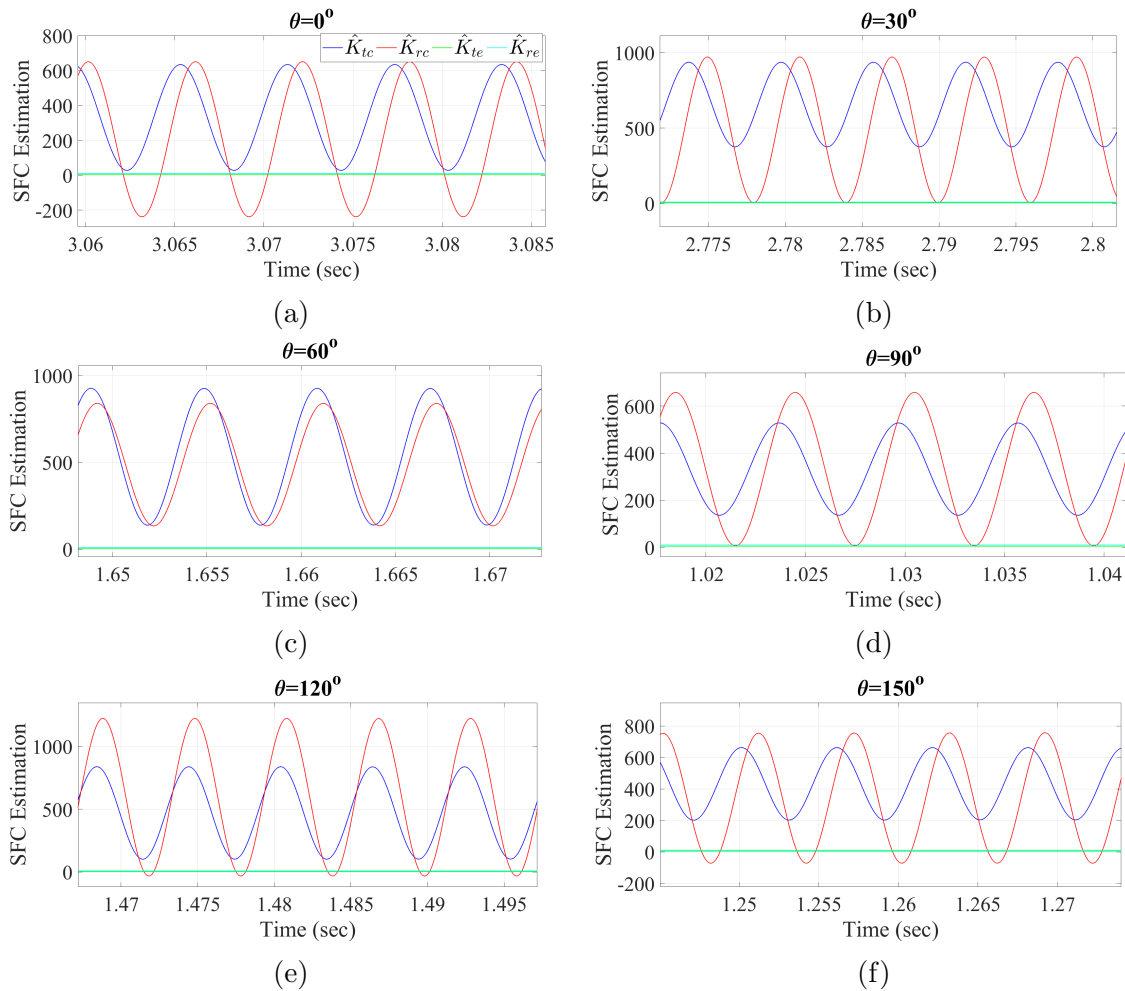 θ=0°
K̂tc K̂rc K̂te K̂re
SFC Estimation
800
600
400
200
0
-200
3.06 3.065 3.07 3.075 3.08 3.085
Time (sec)
(a)
θ=30°
SFC Estimation
1000
500
0
2.775 2.78 2.785 2.79 2.795 2.8
Time (sec)
(b)
θ=60°
SFC Estimation
1000
500
0
1.65 1.655 1.66 1.665 1.67
Time (sec)
(c)
θ=90°
SFC Estimation
600
400
200
0
1.02 1.025 1.03 1.035 1.04
Time (sec)
(d)
θ=120°
SFC Estimation
1000
500
0
1.47 1.475 1.48 1.485 1.49 1.495
Time (sec)
(e)
θ=150°
SFC Estimation
800
600
400
200
0
-200
1.25 1.255 1.26 1.265 1.27
Time (sec)
(f)